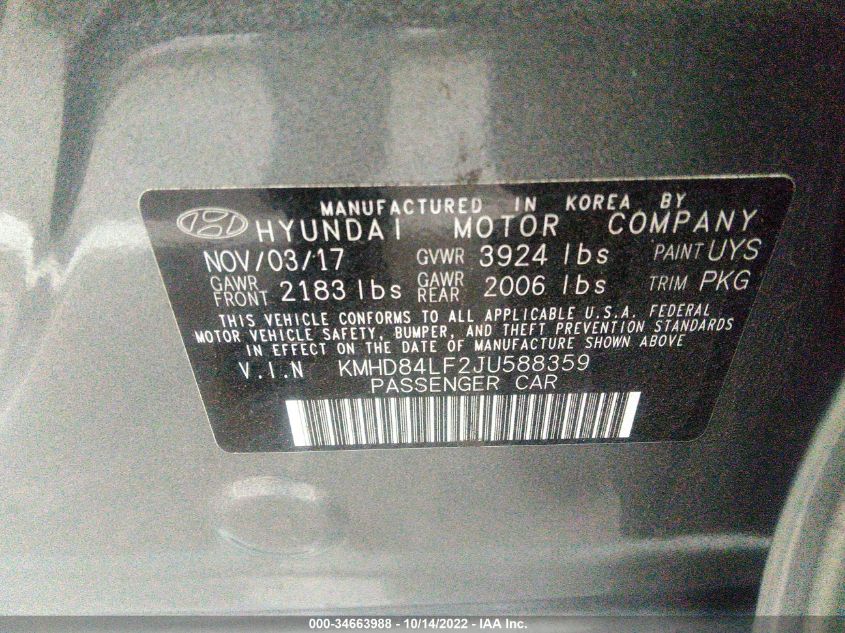 MANUFACTURED IN KOREA BY
HYUNDAI MOTOR COMPANY
NOV/03/17 GVWR 3924 lbs PAINT UYS
GAWR FRONT 2183 lbs GAWR REAR 2006 lbs TRIM PKG
THIS VEHICLE CONFORMS TO ALL APPLICABLE U.S.A. FEDERAL
MOTOR VEHICLE SAFETY, BUMPER, AND THEFT PREVENTION STANDARDS
IN EFFECT ON THE DATE OF MANUFACTURE SHOWN ABOVE
V.I.N KMHD84LF2JU588359
PASSENGER CAR
000-34663988 - 10/14/2022 - IAA Inc.